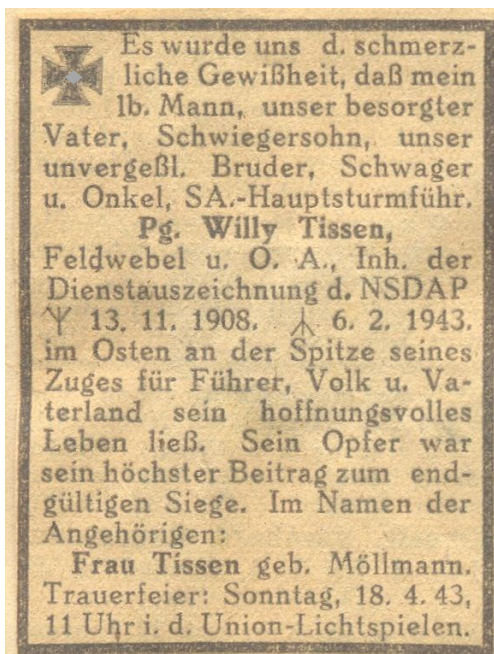 Es wurde uns d. schmerz-
liche Gewißheit, daß mein
lb. Mann, unser besorgter
Vater, Schwiegersohn, unser
unvergeßl. Bruder, Schwager
u. Onkel, SA.-Hauptsturmführ.
Pg. Willy Tissen,
Feldwebel u. O. A., Inh. der
Dienstauszeichnung d. NSDAP
ᛉ 13. 11. 1908. ᛣ 6. 2. 1943.
im Osten an der Spitze seines
Zuges für Führer, Volk u. Va-
terland sein hoffnungsvolles
Leben ließ. Sein Opfer war
sein höchster Beitrag zum end-
gültigen Siege. Im Namen der
Angehörigen:
Frau Tissen geb. Möllmann.
Trauerfeier: Sonntag, 18. 4. 43,
11 Uhr i. d. Union-Lichtspielen.